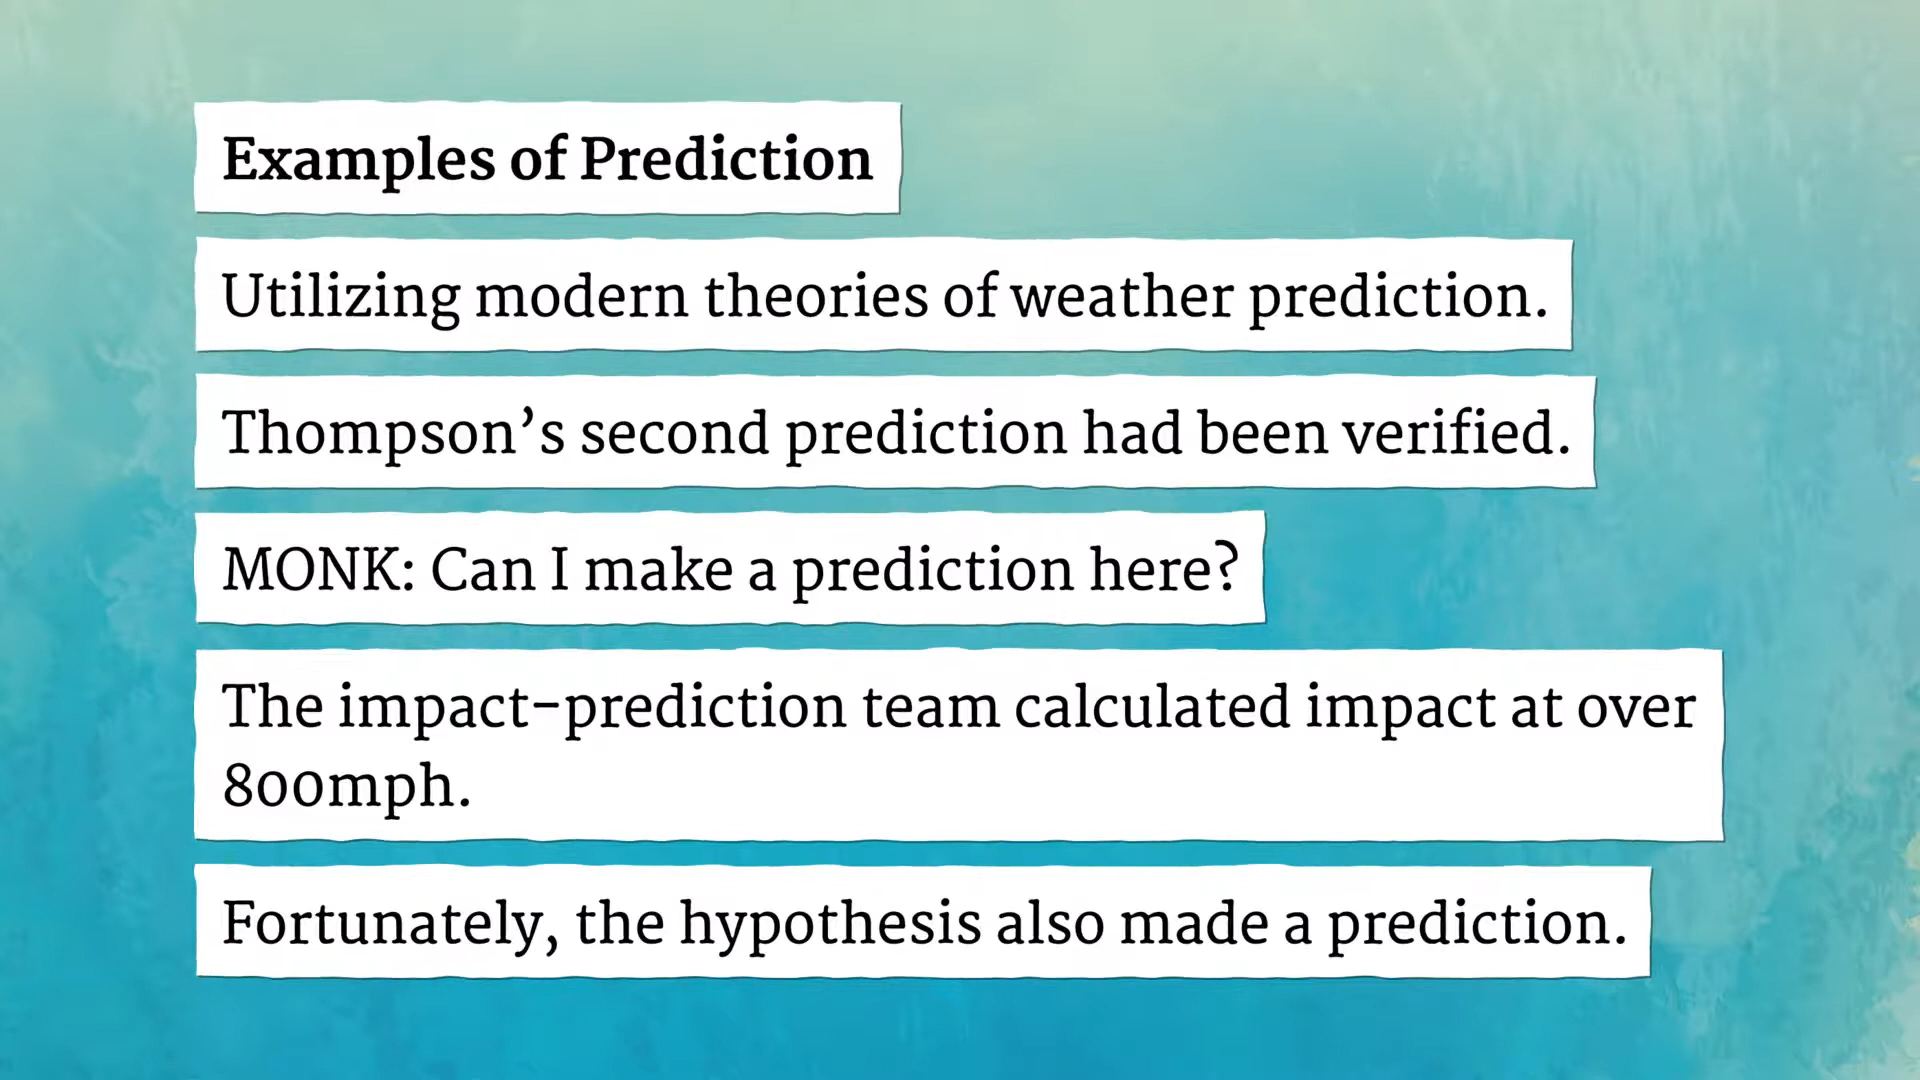 Examples of Prediction
Utilizing modern theories of weather prediction.
Thompson’s second prediction had been verified.
MONK: Can I make a prediction here?
The impact-prediction team calculated impact at over
800mph.
Fortunately, the hypothesis also made a prediction.